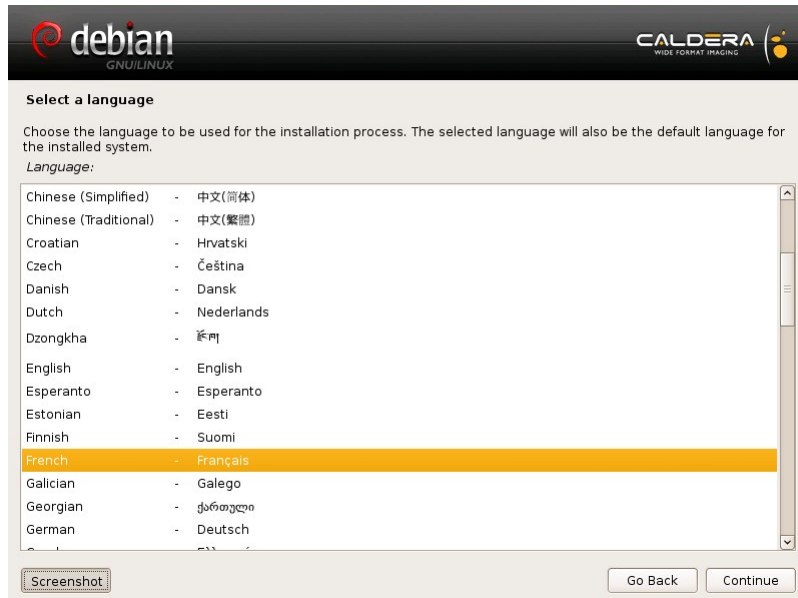 debian
GNU/LINUX
CALDERA
WIDE FORMAT IMAGING
Select a language
Choose the language to be used for the installation process. The selected language will also be the default language for
the installed system.
Language:
Chinese (Simplified) - 中文(简体)
Chinese (Traditional) - 中文(繁體)
Croatian - Hrvatski
Czech - Čeština
Danish - Dansk
Dutch - Nederlands
Dzongkha - རྫོང་ཁ།
English - English
Esperanto - Esperanto
Estonian - Eesti
Finnish - Suomi
French - Français
Galician - Galego
Georgian - ქართული
German - Deutsch
Screenshot
Go Back
Continue